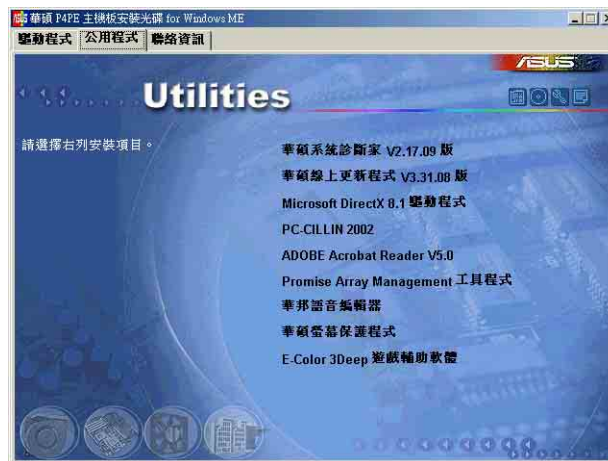 華碩 P4PE 主機板安裝光碟 for Windows ME
驅動程式 公用程式 聯絡資訊
ASUS
Utilities
請選擇右列安裝項目。
華碩系統診斷家 V2.17.09 版
華碩線上更新程式 V3.31.08 版
Microsoft DirectX 8.1 驅動程式
PC-CILLIN 2002
ADOBE Acrobat Reader V5.0
Promise Array Management 工具程式
華邦語音編輯器
華碩螢幕保護程式
E-Color 3Deep 遊戲輔助軟體